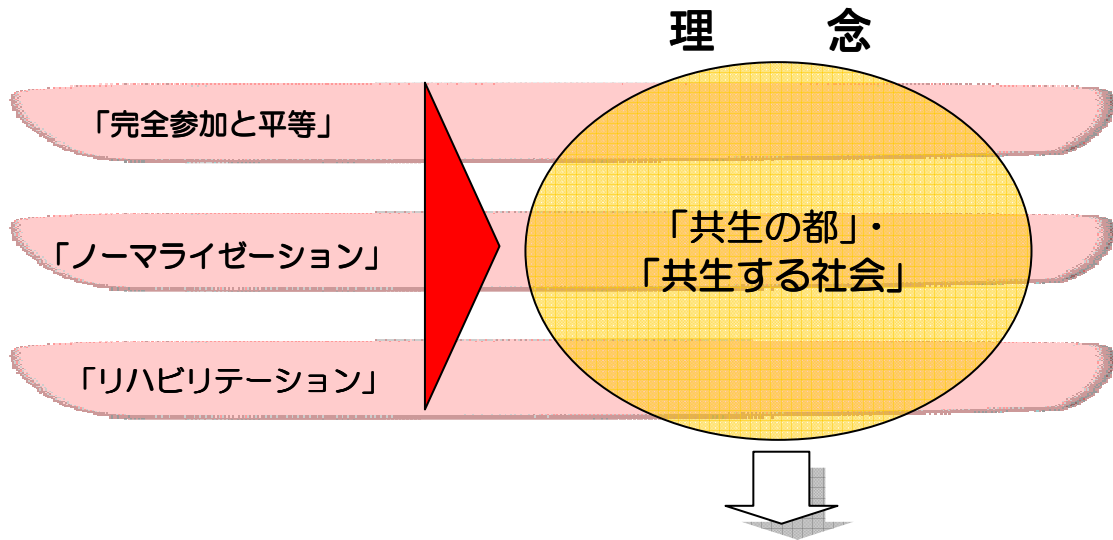 理 念
「完全参加と平等」
「ノーマライゼーション」
「リハビリテーション」
「共生の都」・
「共生する社会」